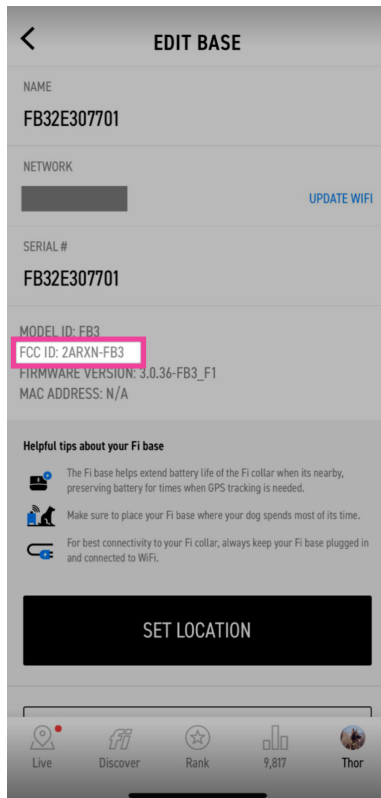 EDIT BASE
NAME
FB32E307701
NETWORK
UPDATE WIFI
SERIAL #
FB32E307701
MODEL ID: FB3
FCC ID: 2ARXN-FB3
FIRMWARE VERSION: 3.0.36-FB3_F1
MAC ADDRESS: N/A
Helpful tips about your Fi base
The Fi base helps extend battery life of the Fi collar when its nearby,
preserving battery for times when GPS tracking is needed.
Make sure to place your Fi base where your dog spends most of its time.
For best connectivity to your Fi collar, always keep your Fi base plugged in
and connected to WiFi.
SET LOCATION
fi
Live
Discover
Rank
9,817
Thor